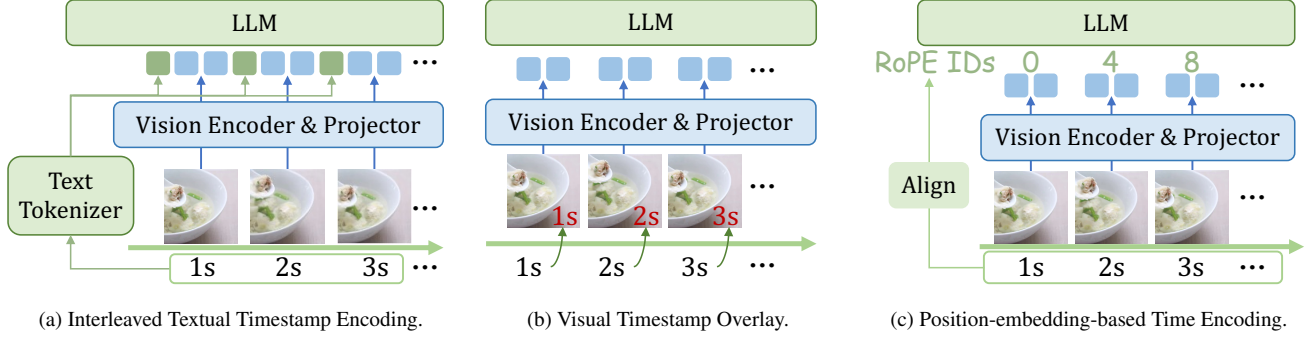 LLM
...
Vision Encoder & Projector
Text
Tokenizer
...
1s 2s 3s ...
(a) Interleaved Textual Timestamp Encoding.
LLM
...
Vision Encoder & Projector
1s 2s 3s ...
1s 2s 3s ...
(b) Visual Timestamp Overlay.
LLM
RoPE IDs 0 4 8
...
Vision Encoder & Projector
Align
...
1s 2s 3s ...
(c) Position-embedding-based Time Encoding.